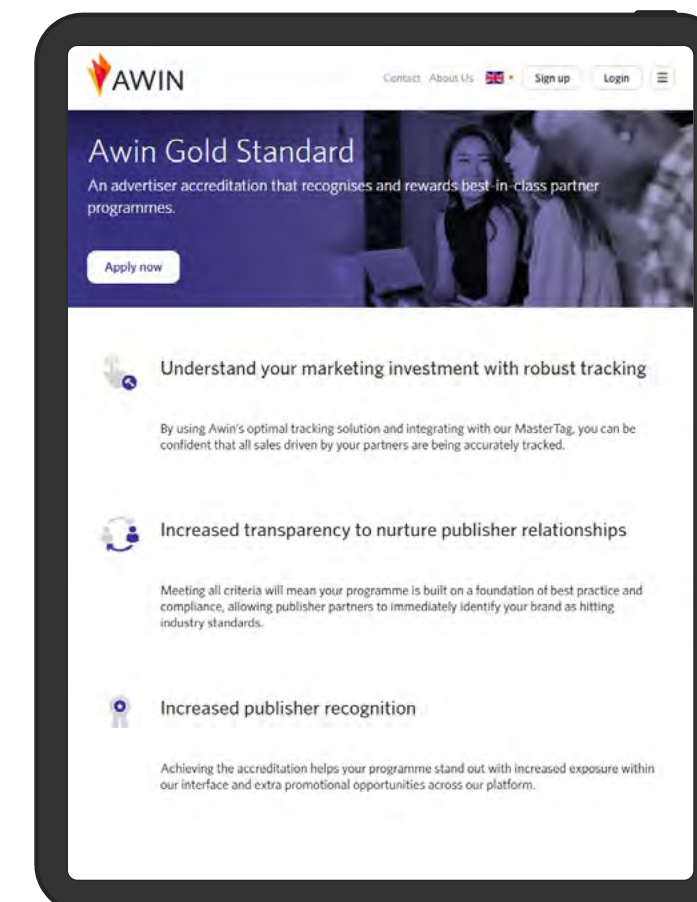 AWIN
Contact About Us Sign up Login
Awin Gold Standard
An advertiser accreditation that recognises and rewards best-in-class partner
programmes.
Apply now
Understand your marketing investment with robust tracking
By using Awin's optimal tracking solution and integrating with our MasterTag, you can be
confident that all sales driven by your partners are being accurately tracked.
Increased transparency to nurture publisher relationships
Meeting all criteria will mean your programme is built on a foundation of best practice and
compliance, allowing publisher partners to immediately identify your brand as hitting
industry standards.
Increased publisher recognition
Achieving the accreditation helps your programme stand out with increased exposure within
our interface and extra promotional opportunities across our platform.